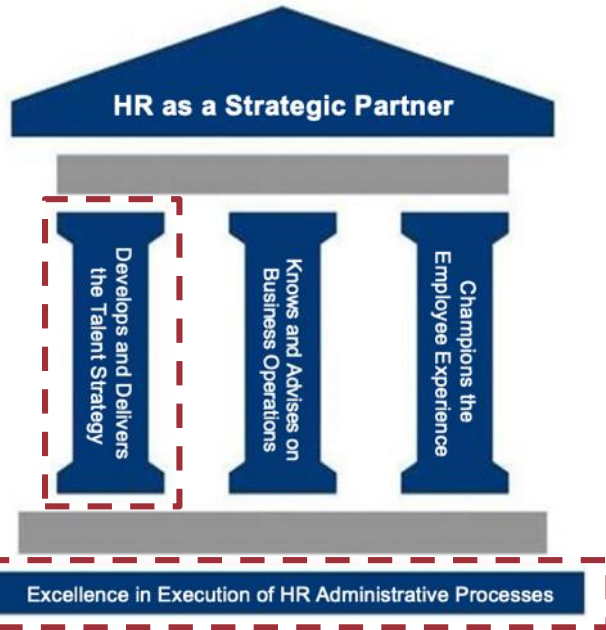 HR as a Strategic Partner
Develops and Delivers
the Talent Strategy
Knows and Advises on
Business Operations
Champions the
Employee Experience
Excellence in Execution of HR Administrative Processes